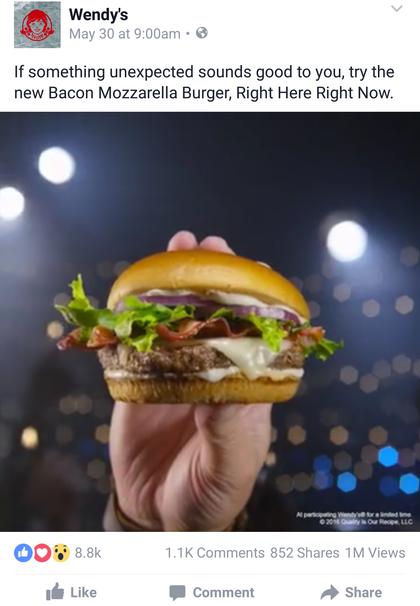 Wendy's
May 30 at 9:00am
If something unexpected sounds good to you, try the
new Bacon Mozzarella Burger, Right Here Right Now.
At participating Wendy's® for a limited time.
© 2016 Quality Is Our Recipe, LLC
8.8k 1.1K Comments 852 Shares 1M Views
Like Comment Share